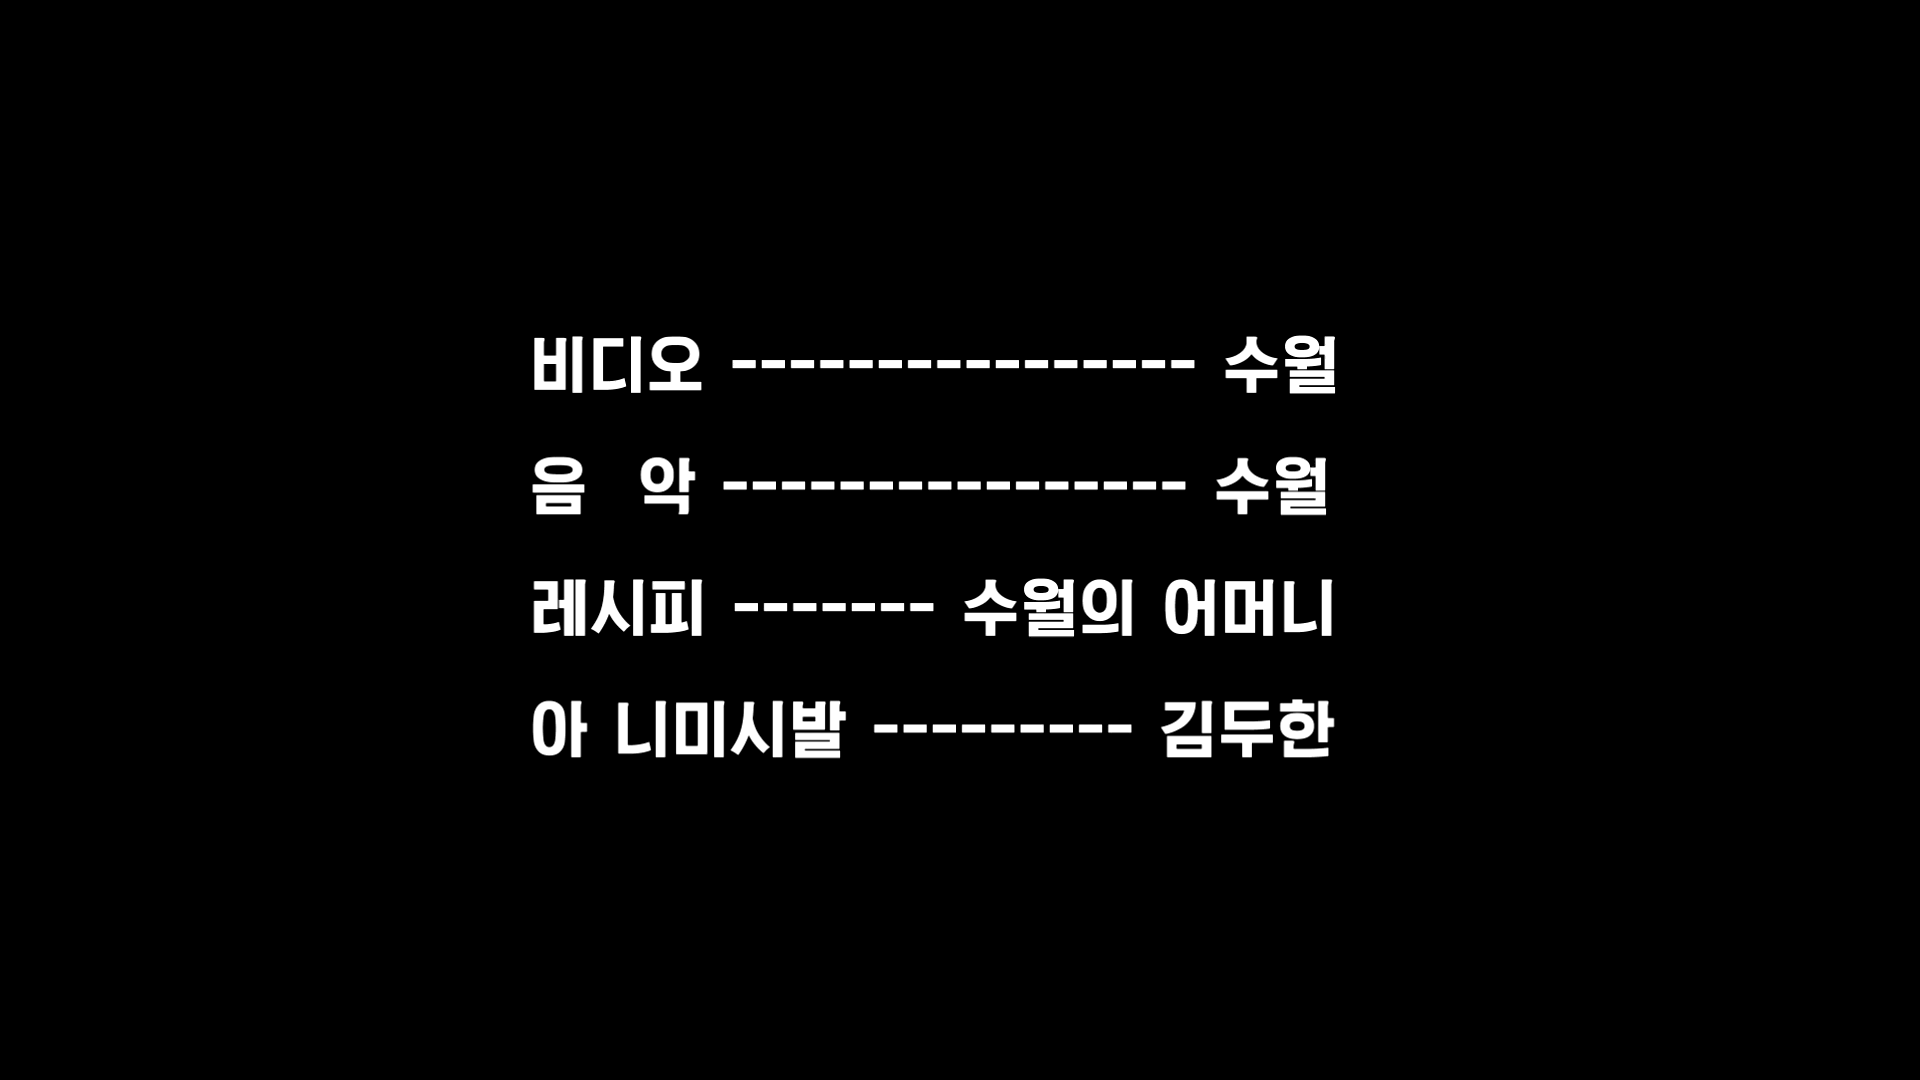 비디오 ---------------- 수월
음 악 ---------------- 수월
레시피 ------- 수월의 어머니
아 니미시발 --------- 김두한